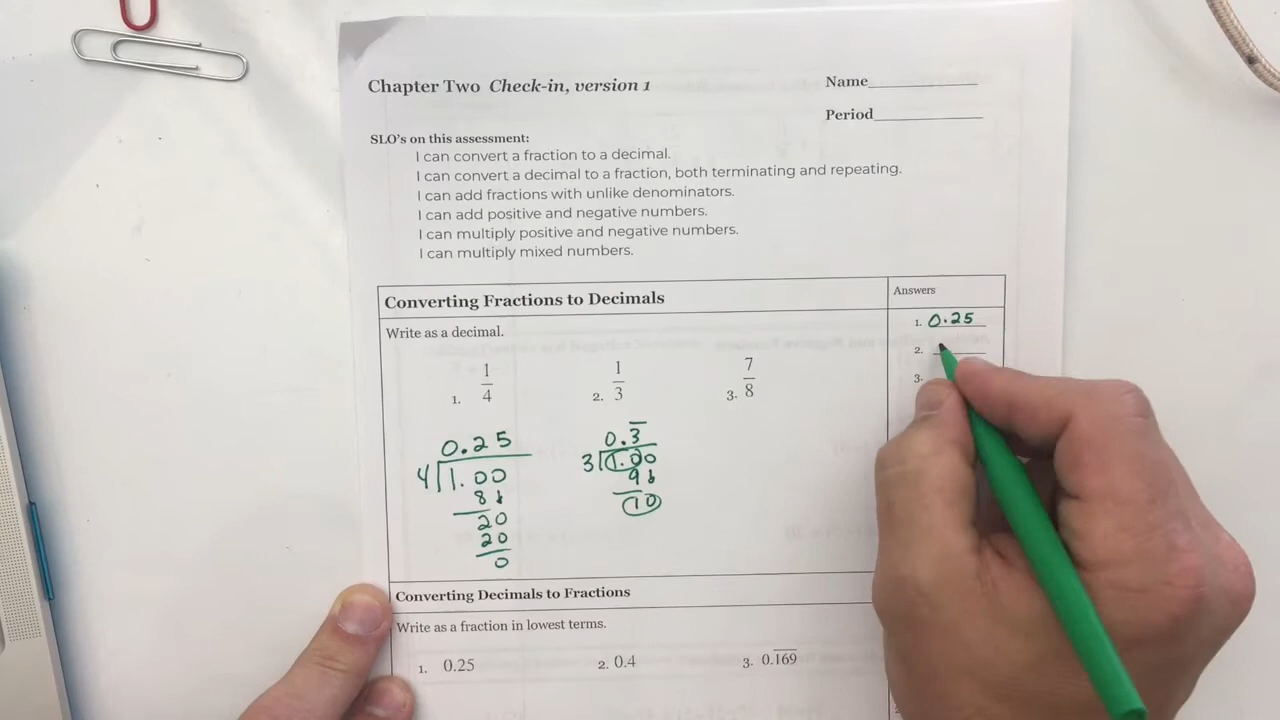 Chapter Two Check-in, version 1
Name
Period
SLO's on this assessment:
I can convert a fraction to a decimal.
I can convert a decimal to a fraction, both terminating and repeating.
I can add fractions with unlike denominators.
I can add positive and negative numbers.
I can multiply positive and negative numbers.
I can multiply mixed numbers.
Converting Fractions to Decimals
Answers
Write as a decimal.
1. 0.25
2.
3.
1. 1/4
2. 1/3
3. 7/8
0.25
4 1.00
8
20
20
0
0.3̅
3 1.00
9
10
Converting Decimals to Fractions
Write as a fraction in lowest terms.
1. 0.25
2. 0.4
3. 0.1̅6̅9̅